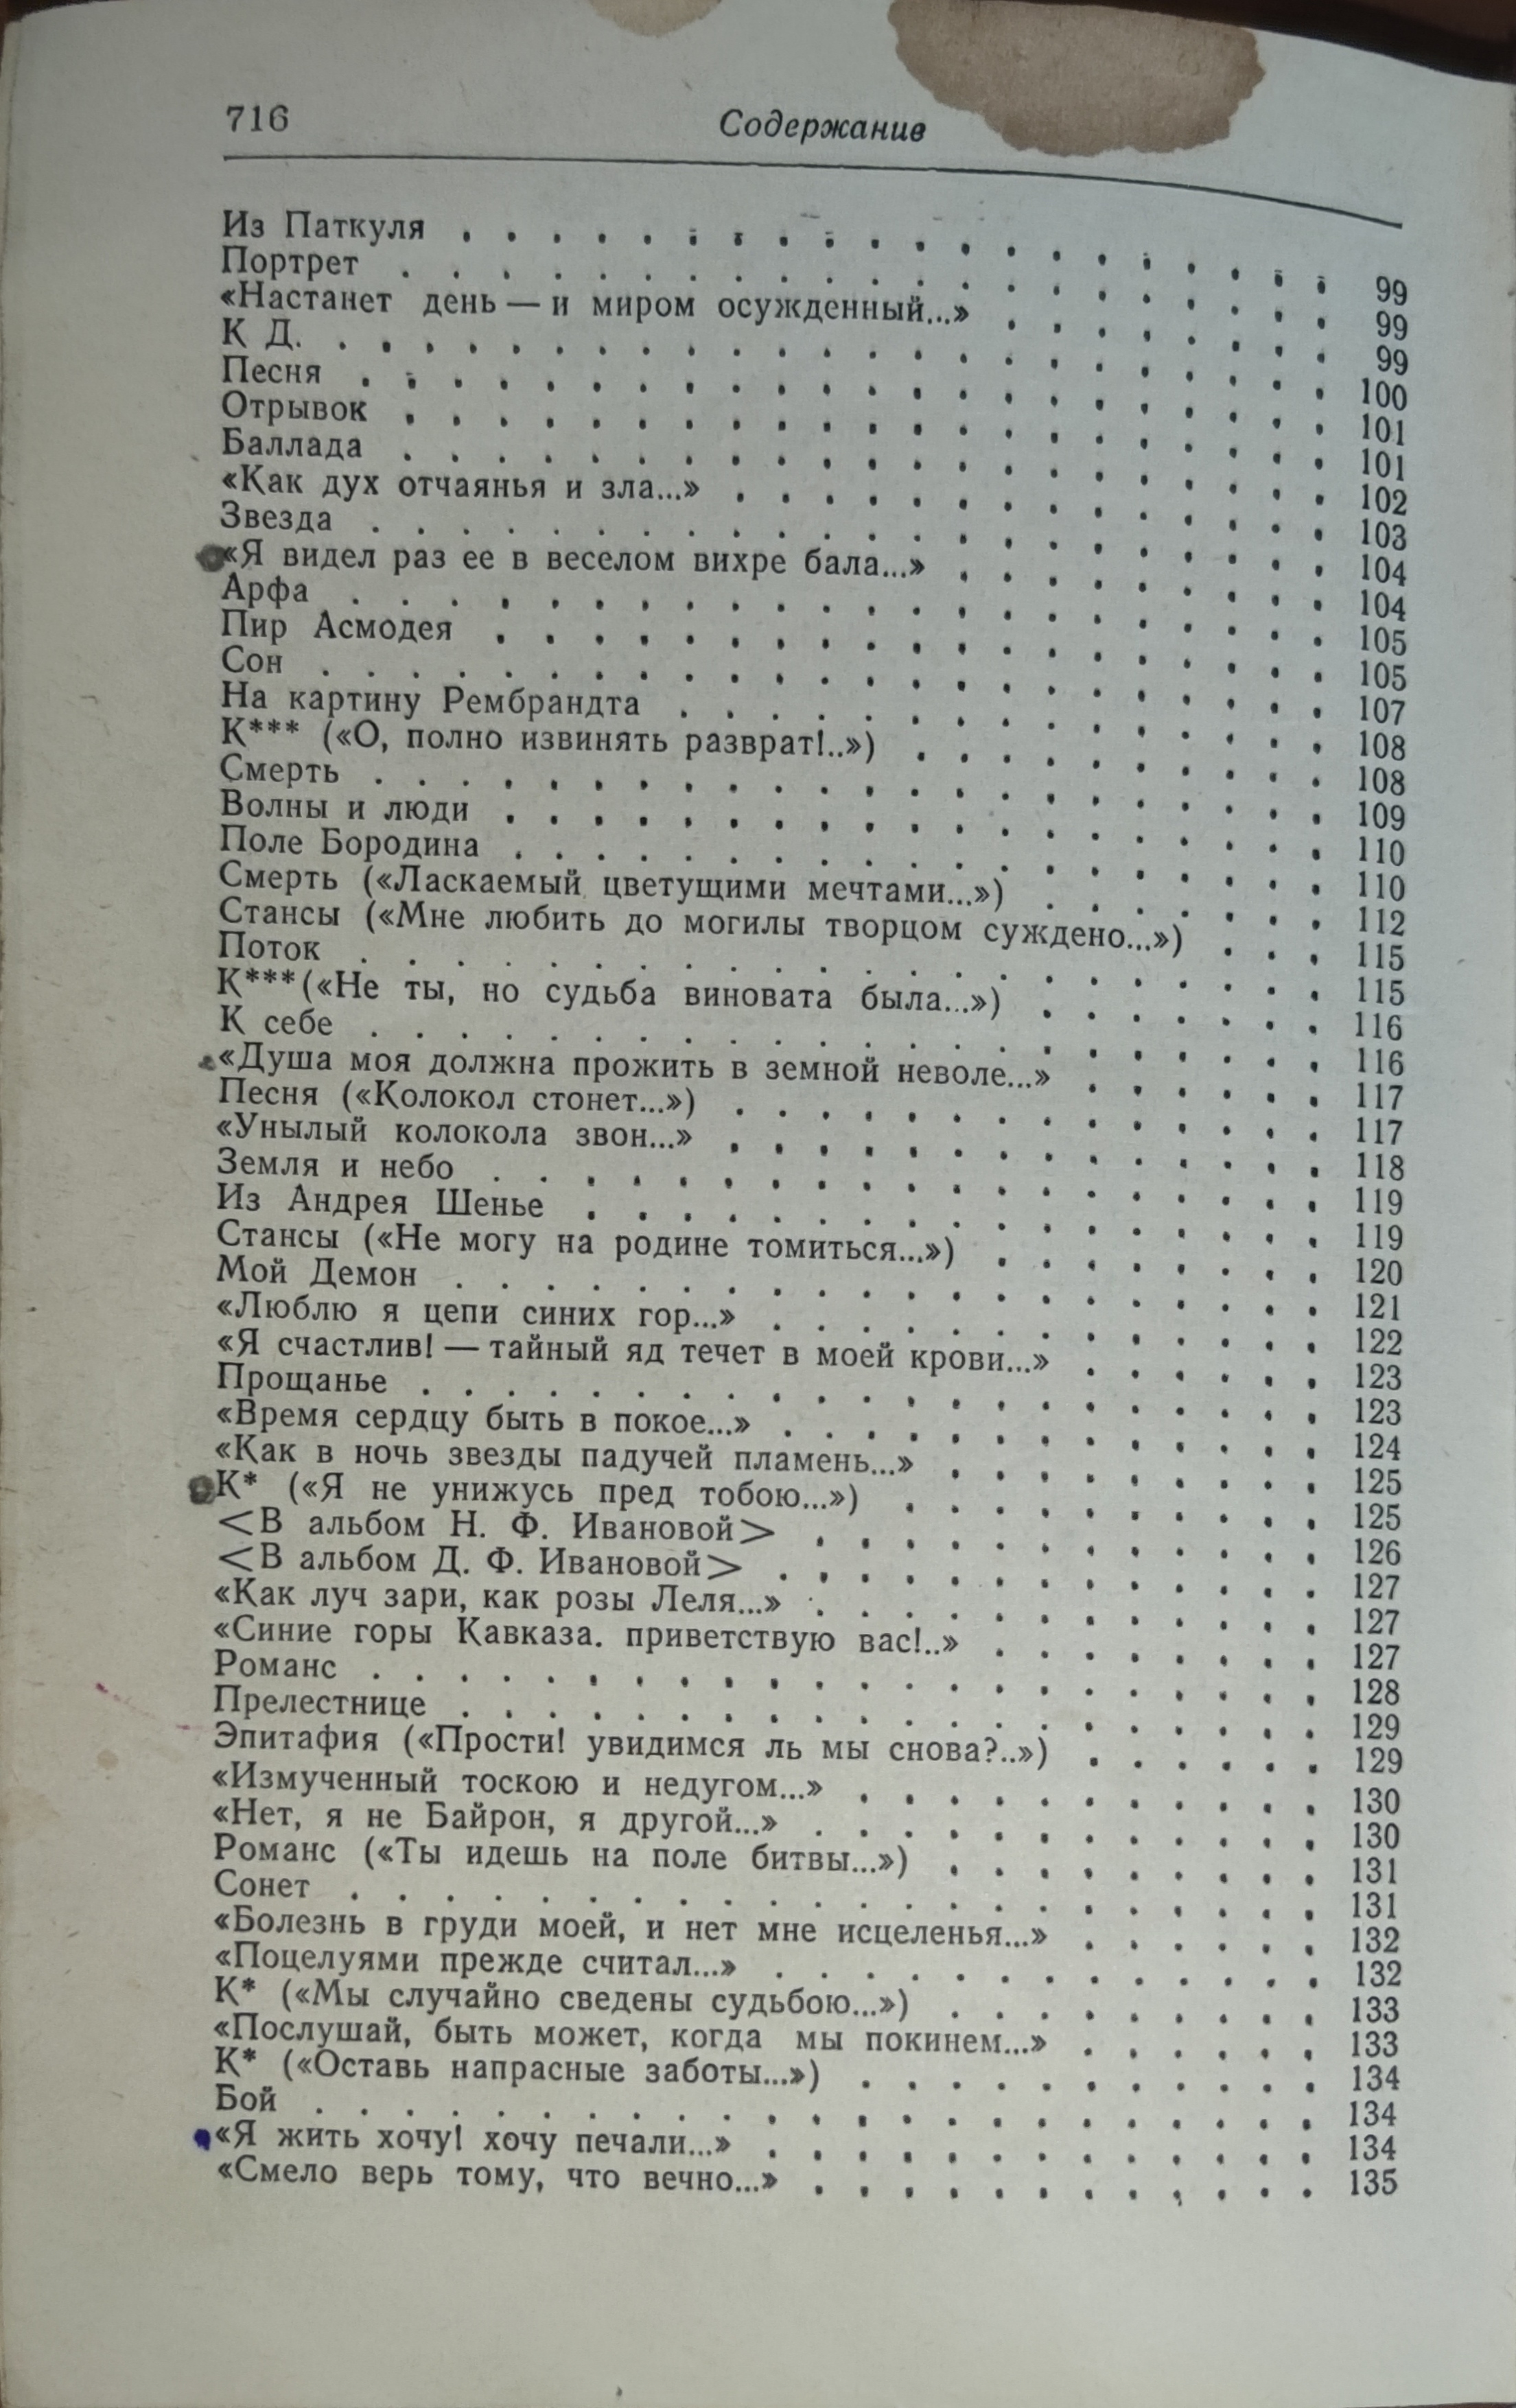 716 Содержание
Из Паткуля . . . . . . . . . . . . . . . . . . . . 99
Портрет . . . . . . . . . . . . . . . . . . . . 99
«Настанет день — и миром осужденный...» . . . . . . . . 99
К Д. . . . . . . . . . . . . . . . . . . . . . . 100
Песня . . . . . . . . . . . . . . . . . . . . . 101
Отрывок . . . . . . . . . . . . . . . . . . . . 101
Баллада . . . . . . . . . . . . . . . . . . . . 102
«Как дух отчаянья и зла...» . . . . . . . . . . . . . . 103
Звезда . . . . . . . . . . . . . . . . . . . . . 104
«Я видел раз ее в веселом вихре бала...» . . . . . . . . . 104
Арфа . . . . . . . . . . . . . . . . . . . . . . 105
Пир Асмодея . . . . . . . . . . . . . . . . . . . 105
Сон . . . . . . . . . . . . . . . . . . . . . . 107
На картину Рембрандта . . . . . . . . . . . . . . . 108
К*** («О, полно извинять разврат!..») . . . . . . . . . . 108
Смерть . . . . . . . . . . . . . . . . . . . . . 109
Волны и люди . . . . . . . . . . . . . . . . . . . 110
Поле Бородина . . . . . . . . . . . . . . . . . . . 110
Смерть («Ласкаемый цветущими мечтами...») . . . . . . . 112
Стансы («Мне любить до могилы творцом суждено...») . . . 115
Поток . . . . . . . . . . . . . . . . . . . . . 115
К***(«Не ты, но судьба виновата была...») . . . . . . . 116
К себе . . . . . . . . . . . . . . . . . . . . . 116
«Душа моя должна прожить в земной неволе...» . . . . . . 117
Песня («Колокол стонет...») . . . . . . . . . . . . . . 117
«Унылый колокола звон...» . . . . . . . . . . . . . . 118
Земля и небо . . . . . . . . . . . . . . . . . . . 119
Из Андрея Шенье . . . . . . . . . . . . . . . . . 119
Стансы («Не могу на родине томиться...») . . . . . . . . 120
Мой Демон . . . . . . . . . . . . . . . . . . . . 121
«Люблю я цепи синих гор...» . . . . . . . . . . . . . 122
«Я счастлив! — тайный яд течет в моей крови...» . . . . . . 123
Прощанье . . . . . . . . . . . . . . . . . . . . 123
«Время сердцу быть в покое...» . . . . . . . . . . . . . 124
«Как в ночь звезды падучей пламень...» . . . . . . . . . 125
К* («Я не унижусь пред тобою...») . . . . . . . . . . 125
<В альбом Н. Ф. Ивановой> . . . . . . . . . . . . 126
<В альбом Д. Ф. Ивановой> . . . . . . . . . . . . . 127
«Как луч зари, как розы Леля...» . . . . . . . . . . . . 127
«Синие горы Кавказа. приветствую вас!..» . . . . . . . . 127
Романс . . . . . . . . . . . . . . . . . . . . . 128
Прелестнице . . . . . . . . . . . . . . . . . . . 129
Эпитафия («Прости! увидимся ль мы снова?..») . . . . . . 129
«Измученный тоскою и недугом...» . . . . . . . . . . . 130
«Нет, я не Байрон, я другой...» . . . . . . . . . . . . 130
Романс («Ты идешь на поле битвы...») . . . . . . . . . 131
Сонет . . . . . . . . . . . . . . . . . . . . . . 131
«Болезнь в груди моей, и нет мне исцеленья...» . . . . . . 132
«Поцелуями прежде считал...» . . . . . . . . . . . . . 132
К* («Мы случайно сведены судьбою...») . . . . . . . . . 133
«Послушай, быть может, когда мы покинем...» . . . . . . 133
К* («Оставь напрасные заботы...») . . . . . . . . . . . 134
Бой . . . . . . . . . . . . . . . . . . . . . . . 134
«Я жить хочу! хочу печали...» . . . . . . . . . . . . . 134
«Смело верь тому, что вечно...» . . . . . . . . . . . . 135